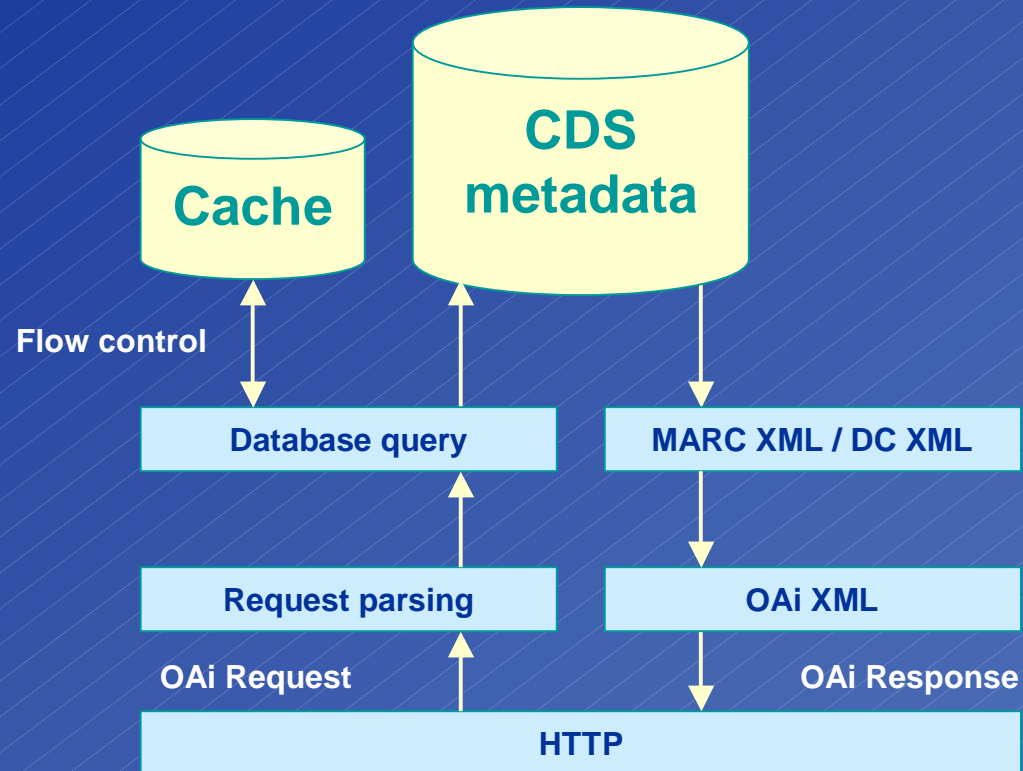 CDS
metadata
Cache
Flow control
Database query
MARC XML / DC XML
Request parsing
OAi XML
OAi Request
OAi Response
HTTP